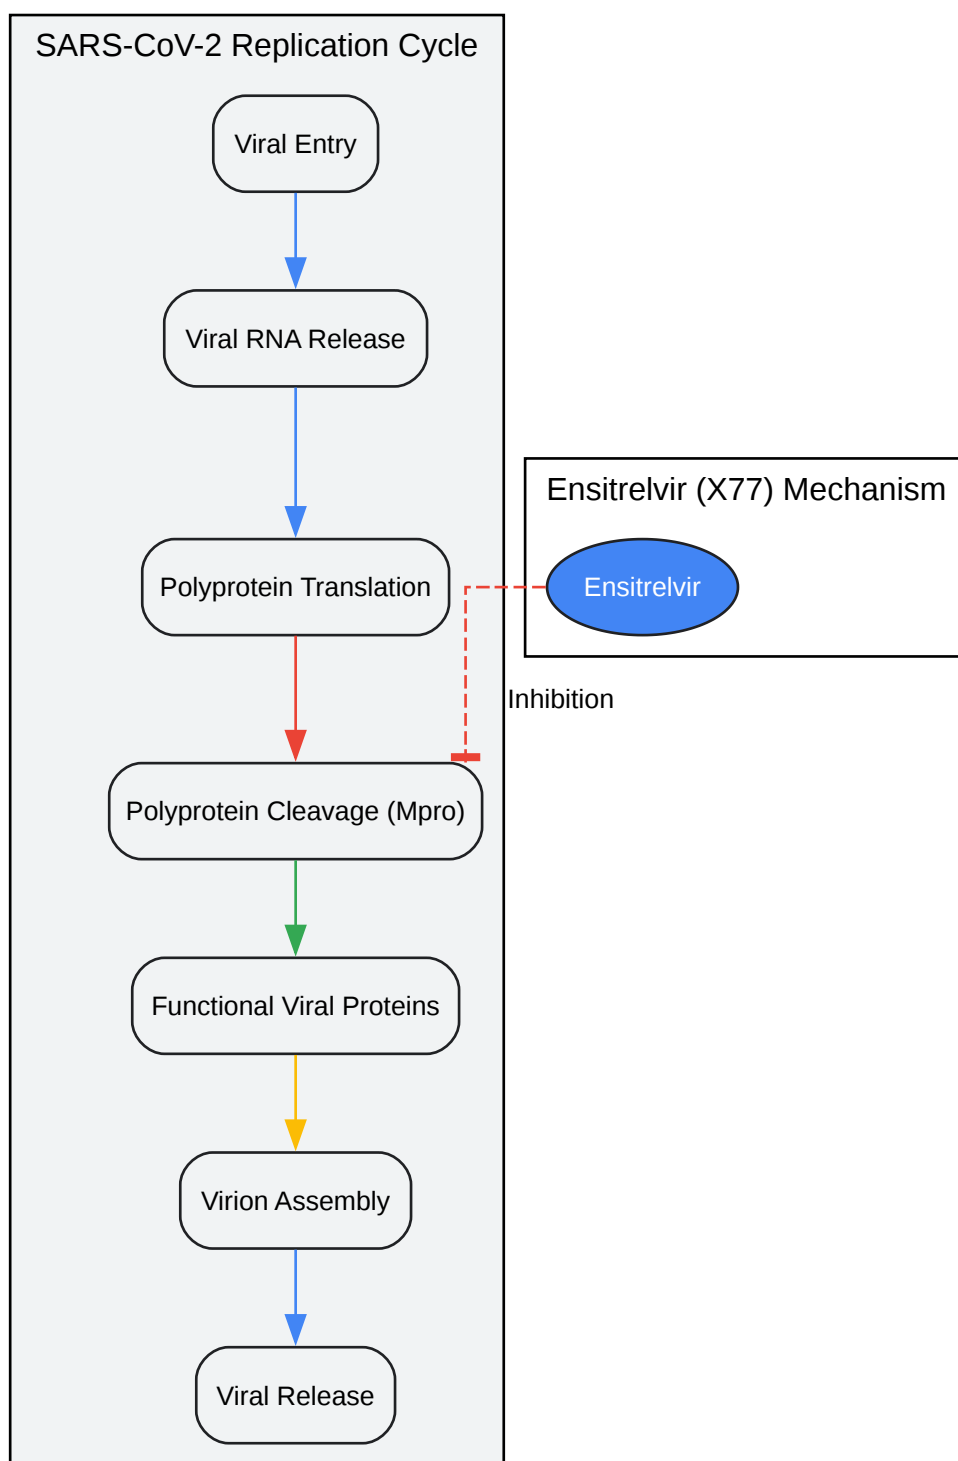 SARS-CoV-2 Replication Cycle
Viral Entry
Viral RNA Release
Ensitrelvir (X77) Mechanism
Polyprotein Translation
Ensitrelvir
Inhibition
Polyprotein Cleavage (Mpro)
Functional Viral Proteins
Virion Assembly
Viral Release